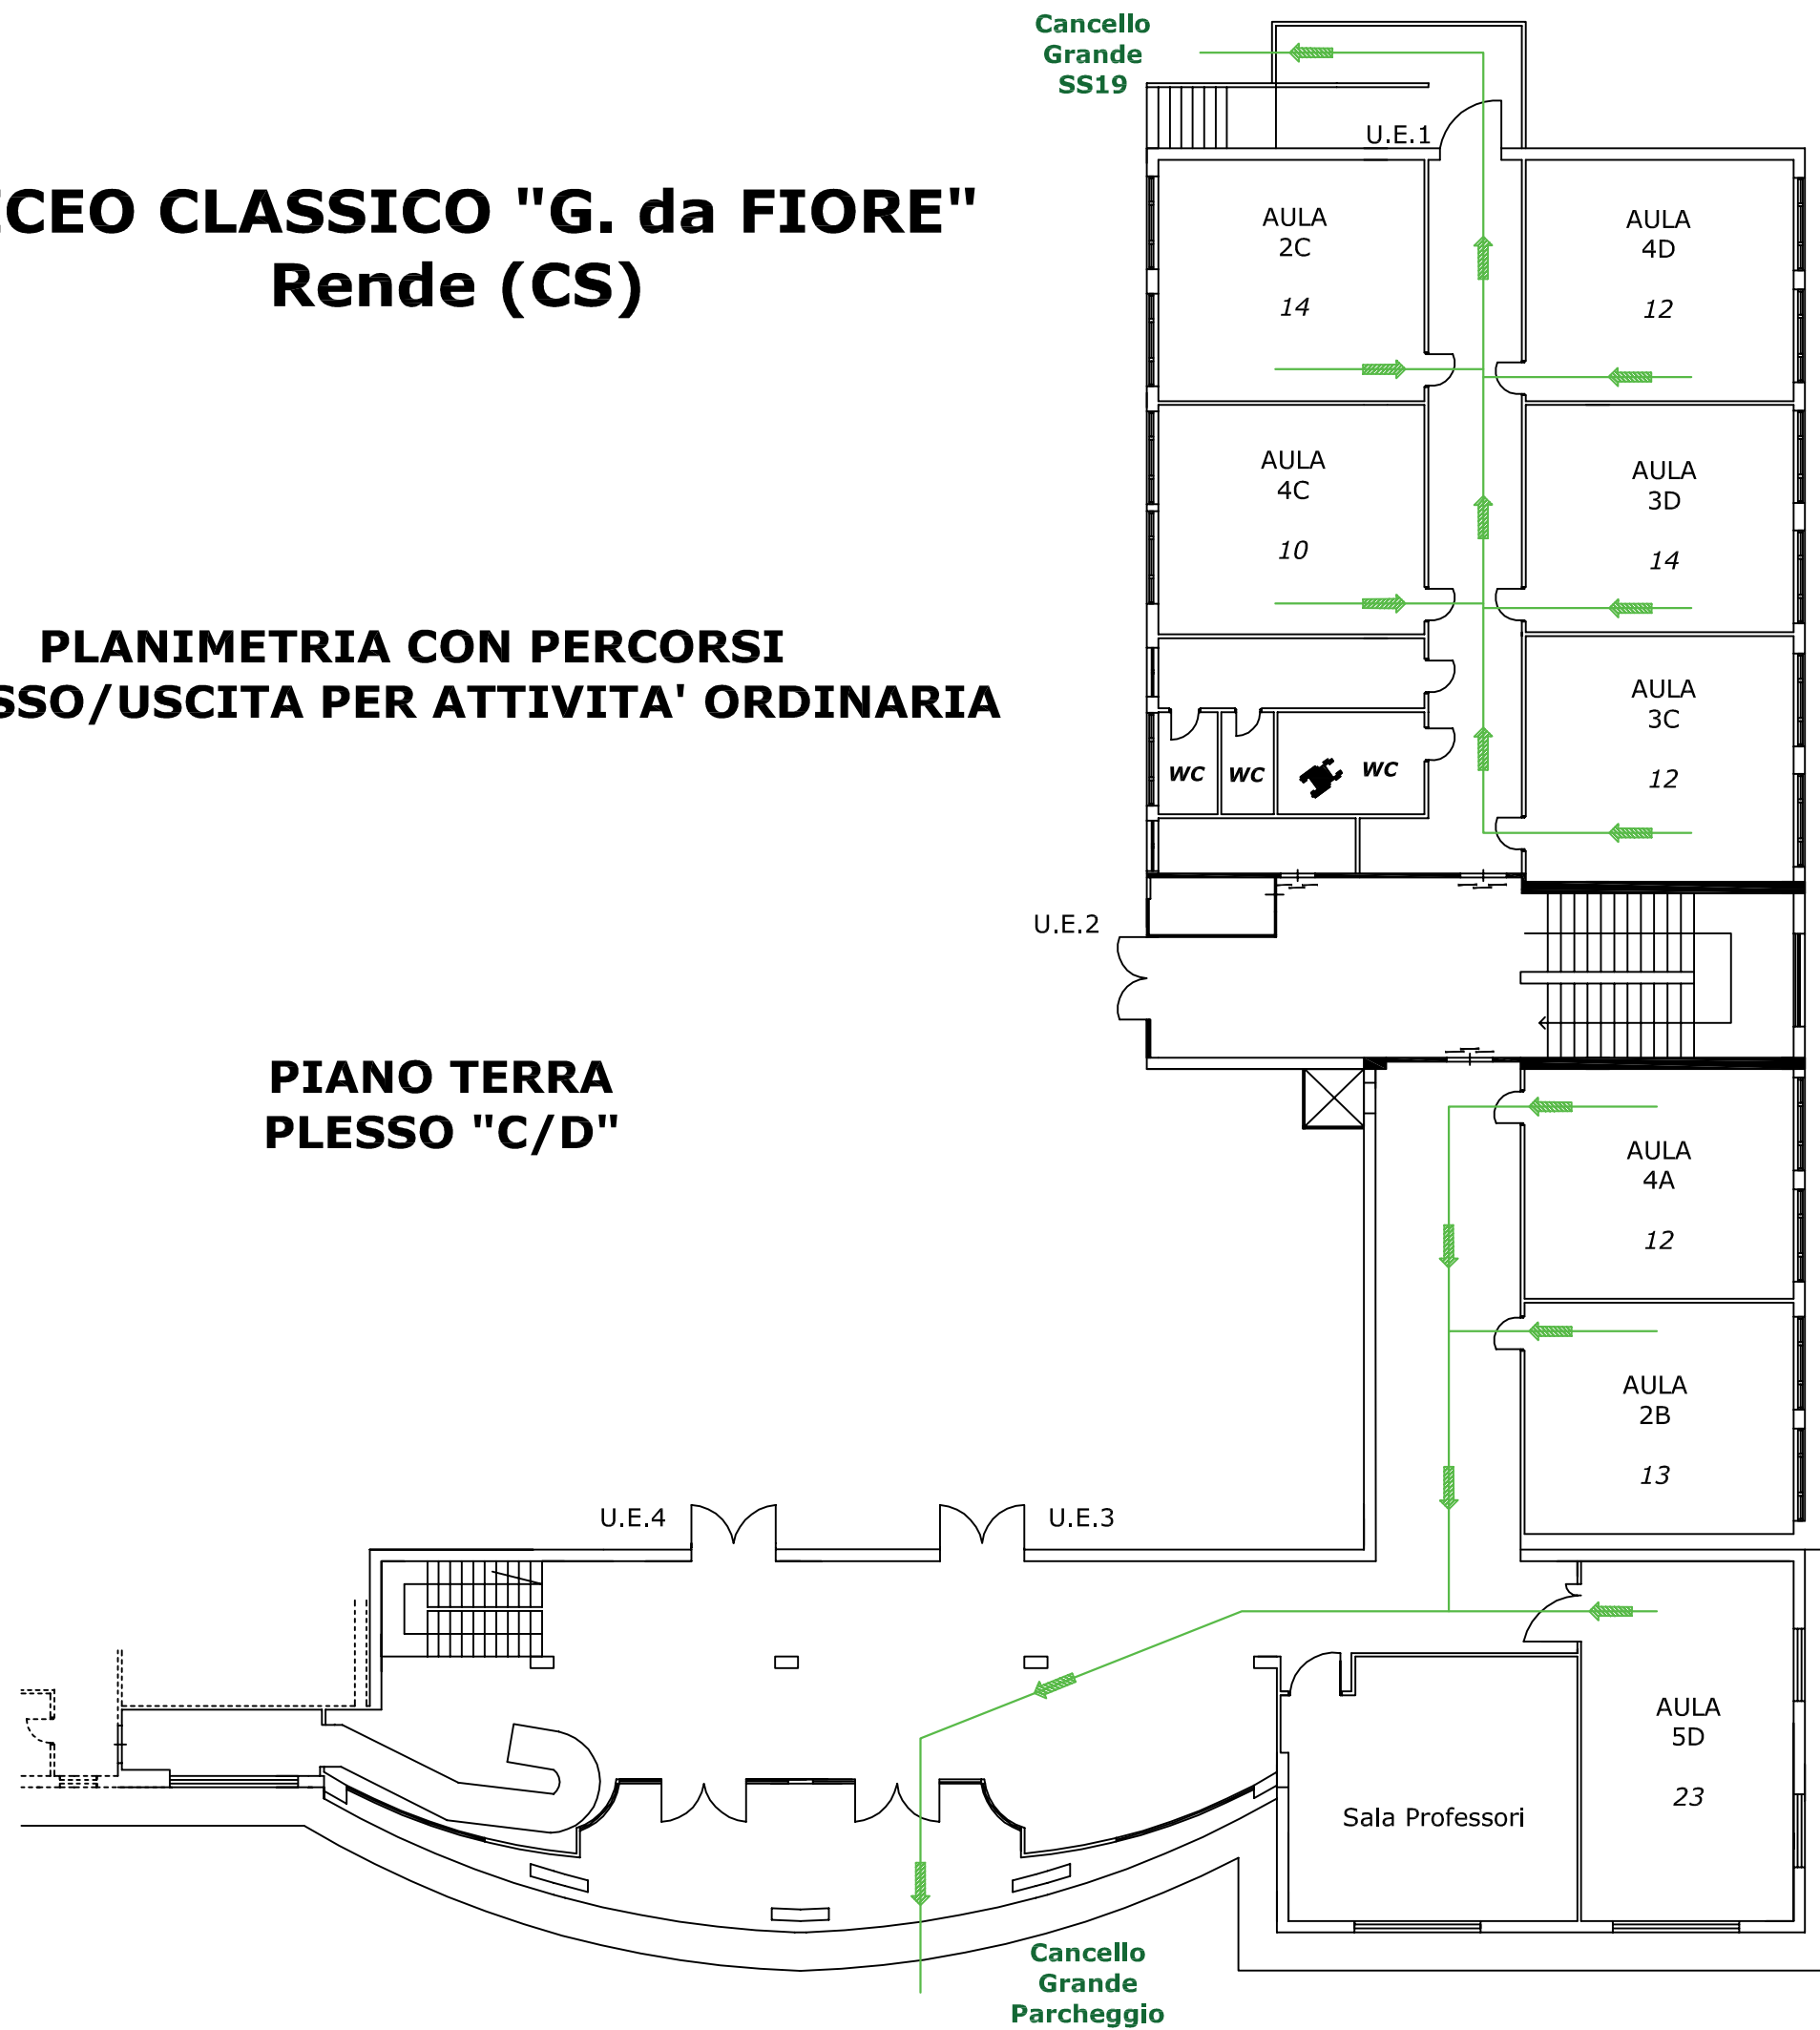 Cancello
Grande
SS19
U.E.1
CEO CLASSICO "G. da FIORE"
Rende (CS)
AULA
2C
14
AULA
4D
12
AULA
4C
10
AULA
3D
14
PLANIMETRIA CON PERCORSI
SSO/USCITA PER ATTIVITA' ORDINARIA
AULA
3C
12
WC
WC
WC
U.E.2
PIANO TERRA
PLESSO "C/D"
AULA
4A
12
AULA
2B
13
U.E.4
U.E.3
AULA
5D
23
Sala Professori
Cancello
Grande
Parcheggio